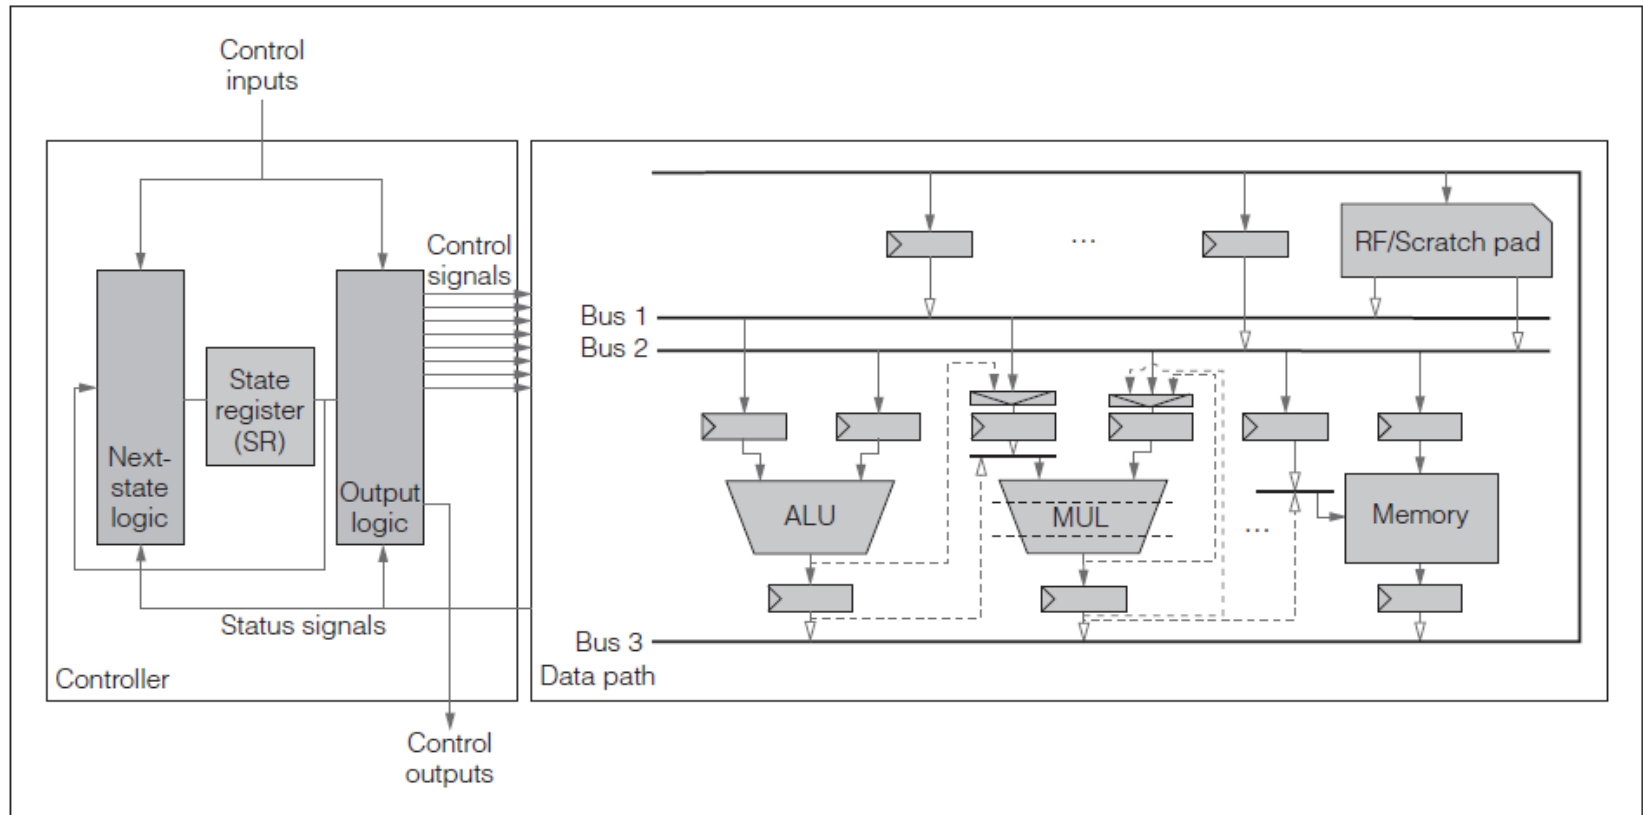 Control
inputs
Control
signals
RF/Scratch pad
...
Bus 1
Bus 2
State
register
(SR)
Next-
state
logic
Output
logic
ALU
MUL
...
Memory
Status signals
Bus 3
Controller
Data path
Control
outputs